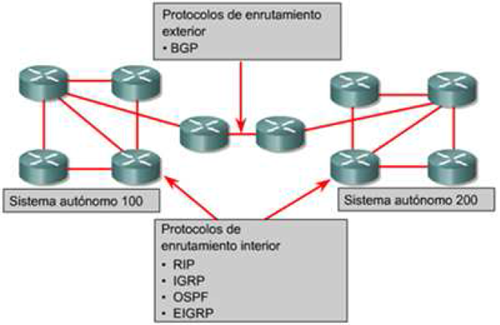 Protocolos de enrutamiento
exterior
• BGP
Sistema autónomo 100
Sistema autónomo 200
Protocolos de
enrutamiento interior
• RIP
• IGRP
• OSPF
• EIGRP